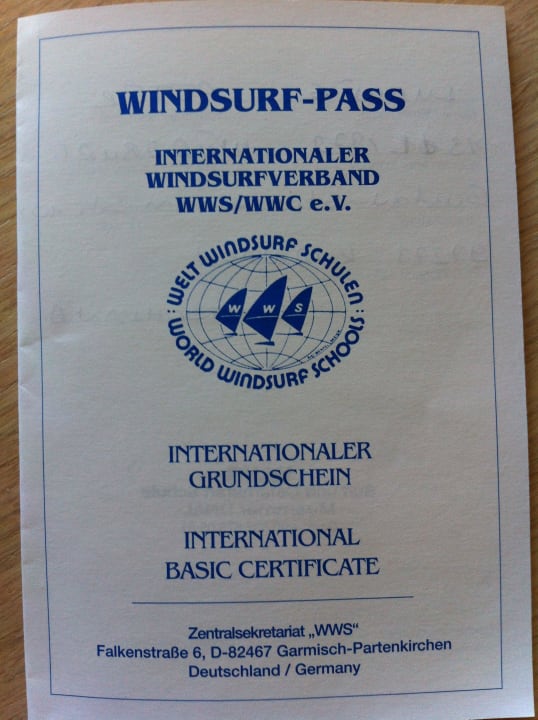 WINDSURF-PASS
INTERNATIONALER
WINDSURFVERBAND
WWS/WWC e.V.
: WELT WINDSURF SCHULEN :
W W S
WORLD WINDSURF SCHOOLS
INTERNATIONALER
GRUNDSCHEIN
INTERNATIONAL
BASIC CERTIFICATE
Zentralsekretariat „WWS“
Falkenstraße 6, D-82467 Garmisch-Partenkirchen
Deutschland / Germany